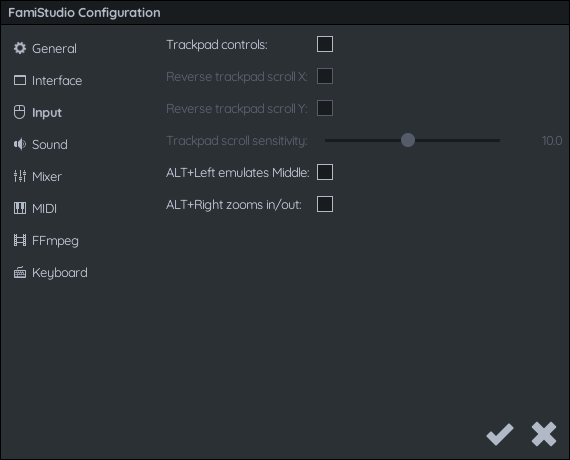 FamiStudio Configuration
General
Interface
Input
Sound
Mixer
MIDI
FFmpeg
Keyboard
Trackpad controls:
Reverse trackpad scroll X:
Reverse trackpad scroll Y:
Trackpad scroll sensitivity: 10.0
ALT+Left emulates Middle:
ALT+Right zooms in/out: